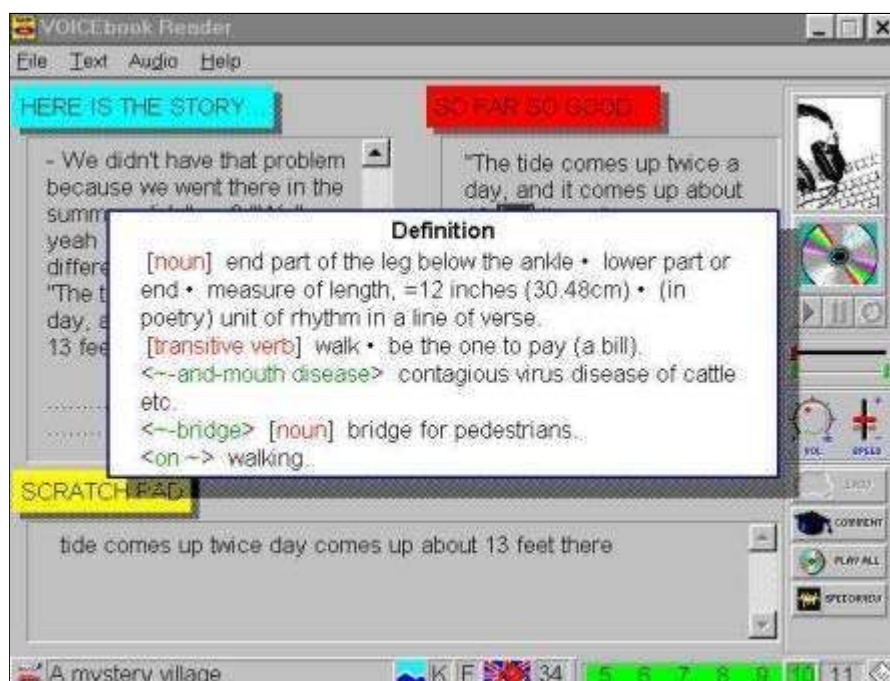 VOICEbook Reader
File Text Audio Help
HERE IS THE STORY...
SO FAR SO GOOD...
- We didn't have that problem
because we went there in the
summ
yeah
differe
"The t
day, a
13 fee
"The tide comes up twice a
day, and it comes up about
Definition
[noun] end part of the leg below the ankle • lower part or
end • measure of length, =12 inches (30.48cm) • (in
poetry) unit of rhythm in a line of verse.
[transitive verb] walk • be the one to pay (a bill).
<~-and-mouth disease> contagious virus disease of cattle
etc.
<~-bridge> [noun] bridge for pedestrians.
<on ~> walking.
VOL SPEED
SCRATCH PAD
tide comes up twice day comes up about 13 feet there
COMMENT
PLAY ALL
A mystery village
K F 34 5 6 7 8 9 10 11